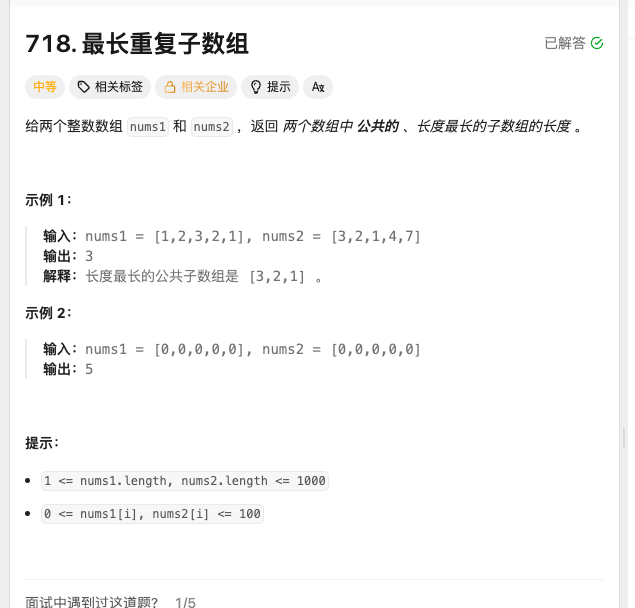 718. 最长重复子数组
已解答
中等 相关标签 相关企业 提示 Aあ
给两个整数数组 nums1 和 nums2 ，返回 两个数组中 公共的 、长度最长的子数组的长度 。
示例 1：
输入：nums1 = [1,2,3,2,1], nums2 = [3,2,1,4,7]
输出：3
解释：长度最长的公共子数组是 [3,2,1] 。
示例 2：
输入：nums1 = [0,0,0,0,0], nums2 = [0,0,0,0,0]
输出：5
提示：
1 <= nums1.length, nums2.length <= 1000
0 <= nums1[i], nums2[i] <= 100
面试中遇到过这道题? 1/5